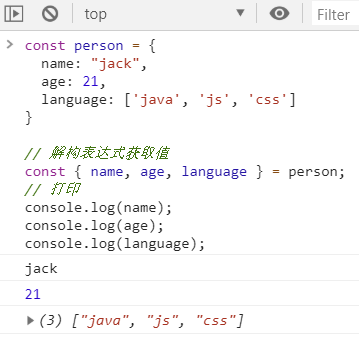 top
Filter
const person = {
  name: "jack",
  age: 21,
  language: ['java', 'js', 'css']
}
// 解构表达式获取值
const { name, age, language } = person;
// 打印
console.log(name);
console.log(age);
console.log(language);
jack
21
(3) ["java", "js", "css"]